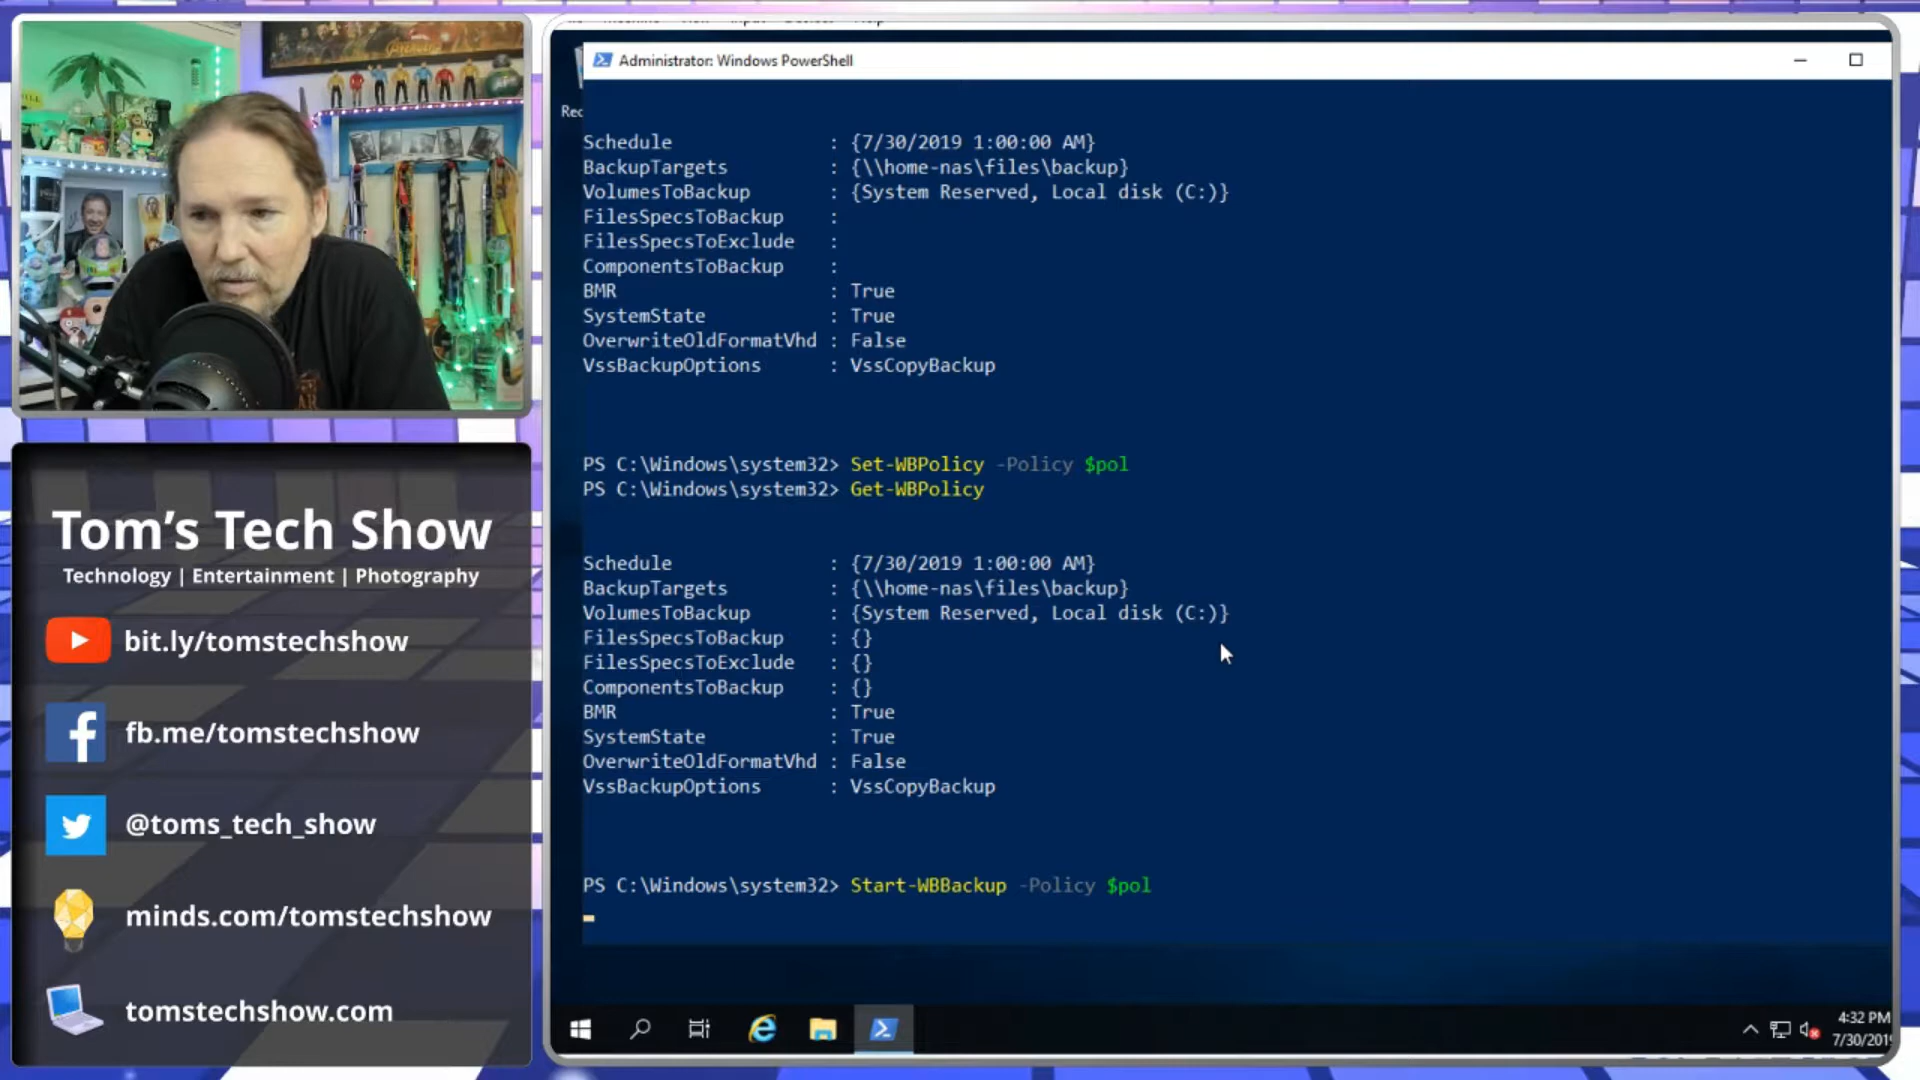 Administrator: Windows PowerShell
Rec
Schedule : {7/30/2019 1:00:00 AM}
BackupTargets : {\\home-nas\files\backup}
VolumesToBackup : {System Reserved, Local disk (C:)}
FilesSpecsToBackup :
FilesSpecsToExclude :
ComponentsToBackup :
BMR : True
SystemState : True
OverwriteOldFormatVhd : False
VssBackupOptions : VssCopyBackup
PS C:\Windows\system32> Set-WBPolicy -Policy $pol
PS C:\Windows\system32> Get-WBPolicy
Schedule : {7/30/2019 1:00:00 AM}
BackupTargets : {\\home-nas\files\backup}
VolumesToBackup : {System Reserved, Local disk (C:)}
FilesSpecsToBackup : {}
FilesSpecsToExclude : {}
ComponentsToBackup : {}
BMR : True
SystemState : True
OverwriteOldFormatVhd : False
VssBackupOptions : VssCopyBackup
PS C:\Windows\system32> Start-WBBackup -Policy $pol
4:32 PM
7/30/2019
Tom's Tech Show
Technology | Entertainment | Photography
bit.ly/tomstechshow
fb.me/tomstechshow
@toms_tech_show
minds.com/tomstechshow
tomstechshow.com